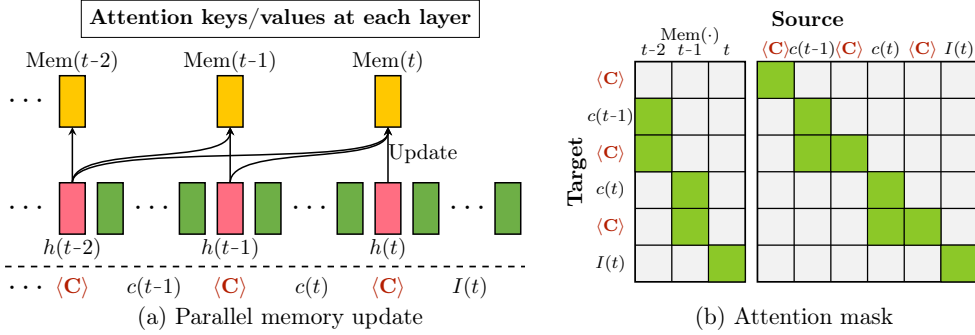 Attention keys/values at each layer
Mem(t-2) Mem(t-1) Mem(t)
· · ·
Update
· · · · · · · · · · · ·
h(t-2) h(t-1) h(t)
· · · ⟨C⟩ c(t-1) ⟨C⟩ c(t) ⟨C⟩ I(t)
(a) Parallel memory update
Source
Mem(·)
t-2 t-1 t ⟨C⟩ c(t-1) ⟨C⟩ c(t) ⟨C⟩ I(t)
Target
⟨C⟩
c(t-1)
⟨C⟩
c(t)
⟨C⟩
I(t)
(b) Attention mask